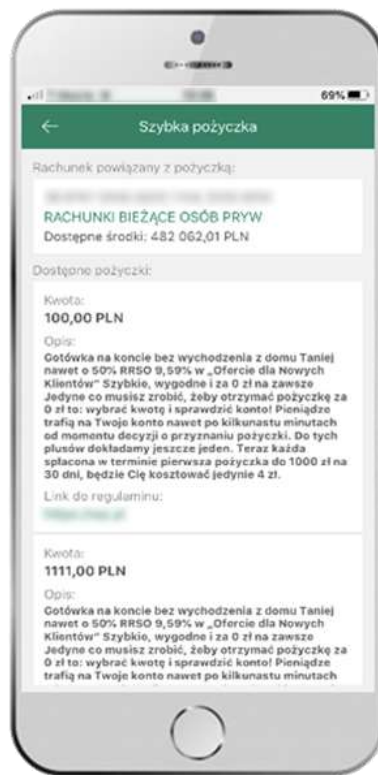 69%
Szybka pożyczka
Rachunek powiązany z pożyczką:
RACHUNKI BIEŻĄCE OSÓB PRYW
Dostępne środki: 482 062,01 PLN
Dostępne pożyczki:
Kwota:
100,00 PLN
Opis:
Gotówka na koncie bez wychodzenia z domu Taniej
nawet o 50% RRSO 9,59% w „Ofercie dla Nowych
Klientów” Szybkie, wygodne i za 0 zł na zawsze
Jedyne co musisz zrobić, żeby otrzymać pożyczkę za
0 zł to: wybrać kwotę i sprawdzić konto! Pieniądze
trafią na Twoje konto nawet po kilkunastu minutach
od momentu decyzji o przyznaniu pożyczki. Do tych
plusów dokładamy jeszcze jeden. Teraz każda
spłacona w terminie pierwsza pożyczka do 1000 zł na
30 dni, będzie Cię kosztować jedynie 4 zł.
Link do regulaminu:
Kwota:
1111,00 PLN
Opis:
Gotówka na koncie bez wychodzenia z domu Taniej
nawet o 50% RRSO 9,59% w „Ofercie dla Nowych
Klientów” Szybkie, wygodne i za 0 zł na zawsze
Jedyne co musisz zrobić, żeby otrzymać pożyczkę za
0 zł to: wybrać kwotę i sprawdzić konto! Pieniądze
trafią na Twoje konto nawet po kilkunastu minutach